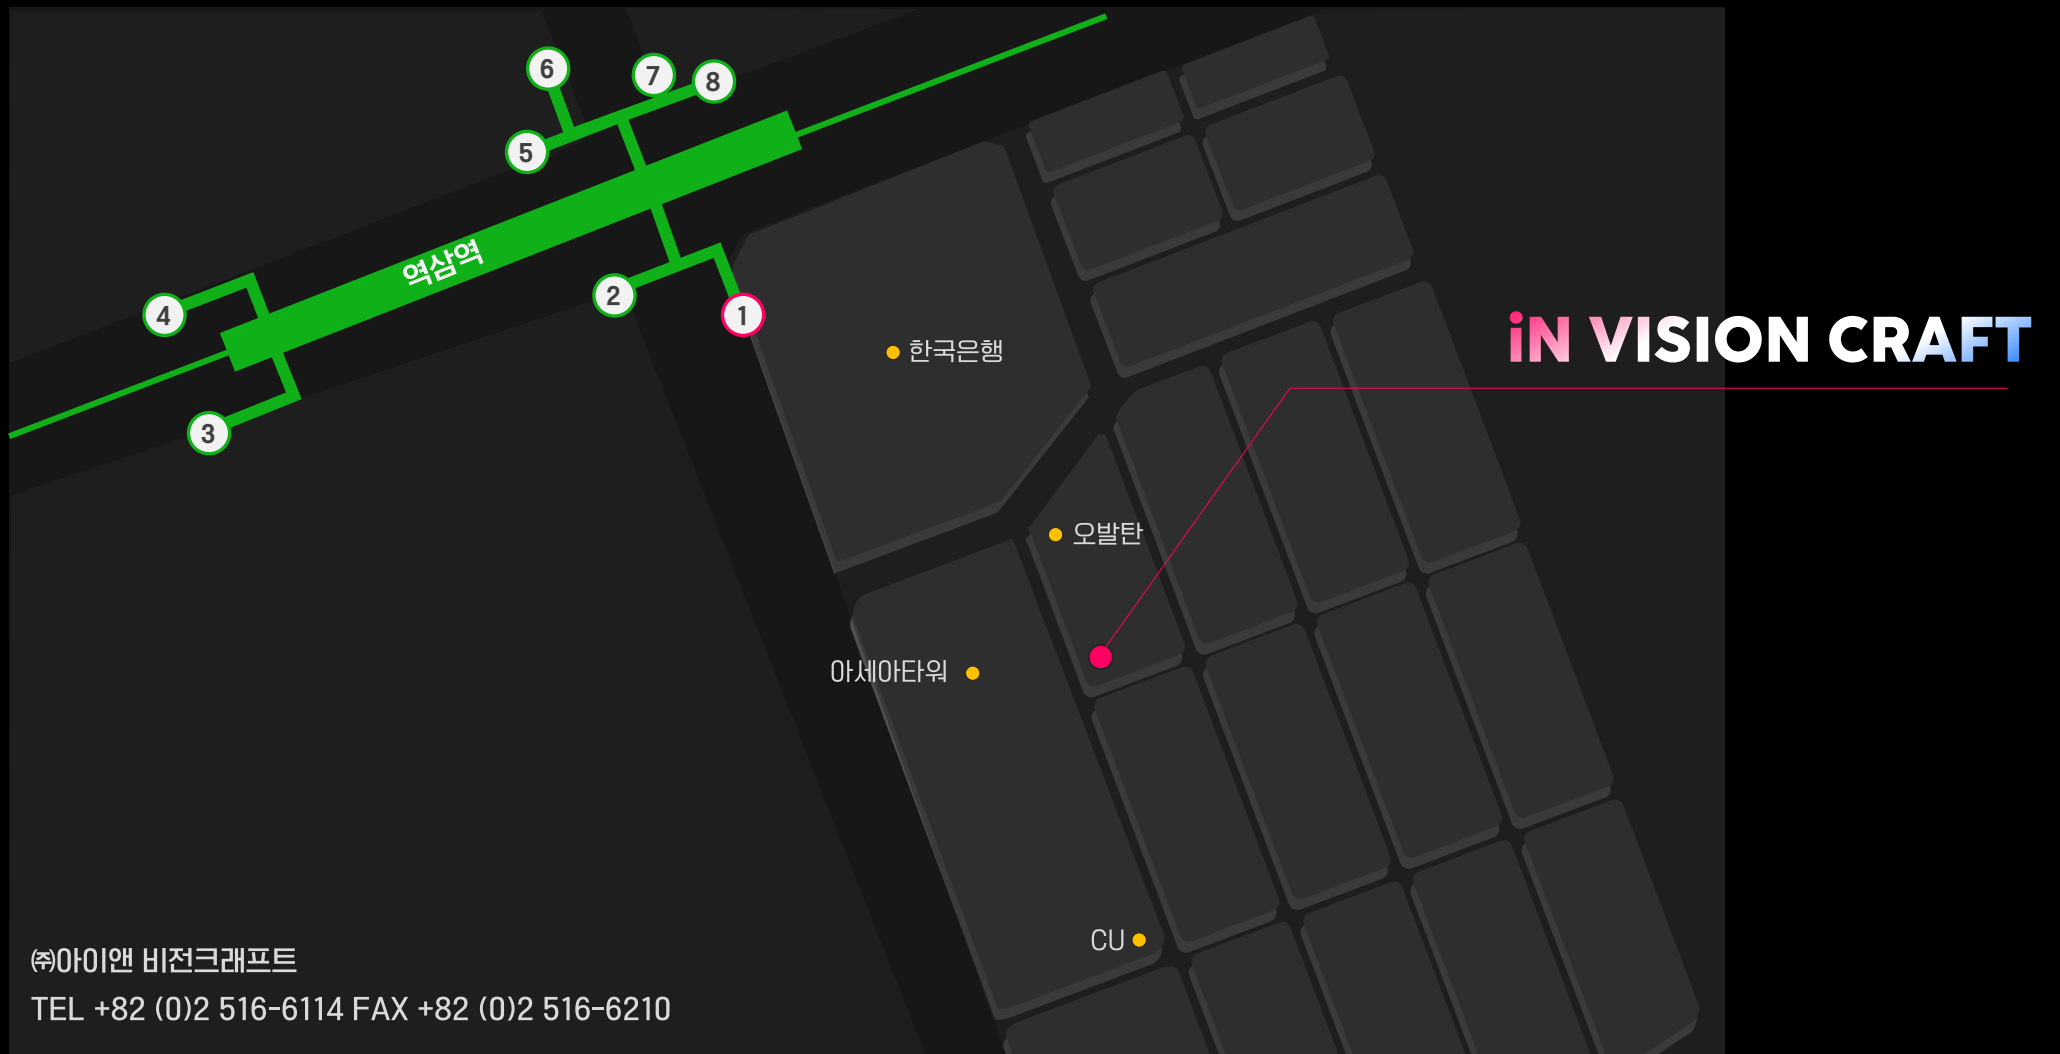 6
7
8
5
역삼역
4
2
1
3
한국은행
iN VISION CRAFT
오발탄
아세아타워
CU
㈜아이앤 비전크래프트
TEL +82 (0)2 516-6114 FAX +82 (0)2 516-6210